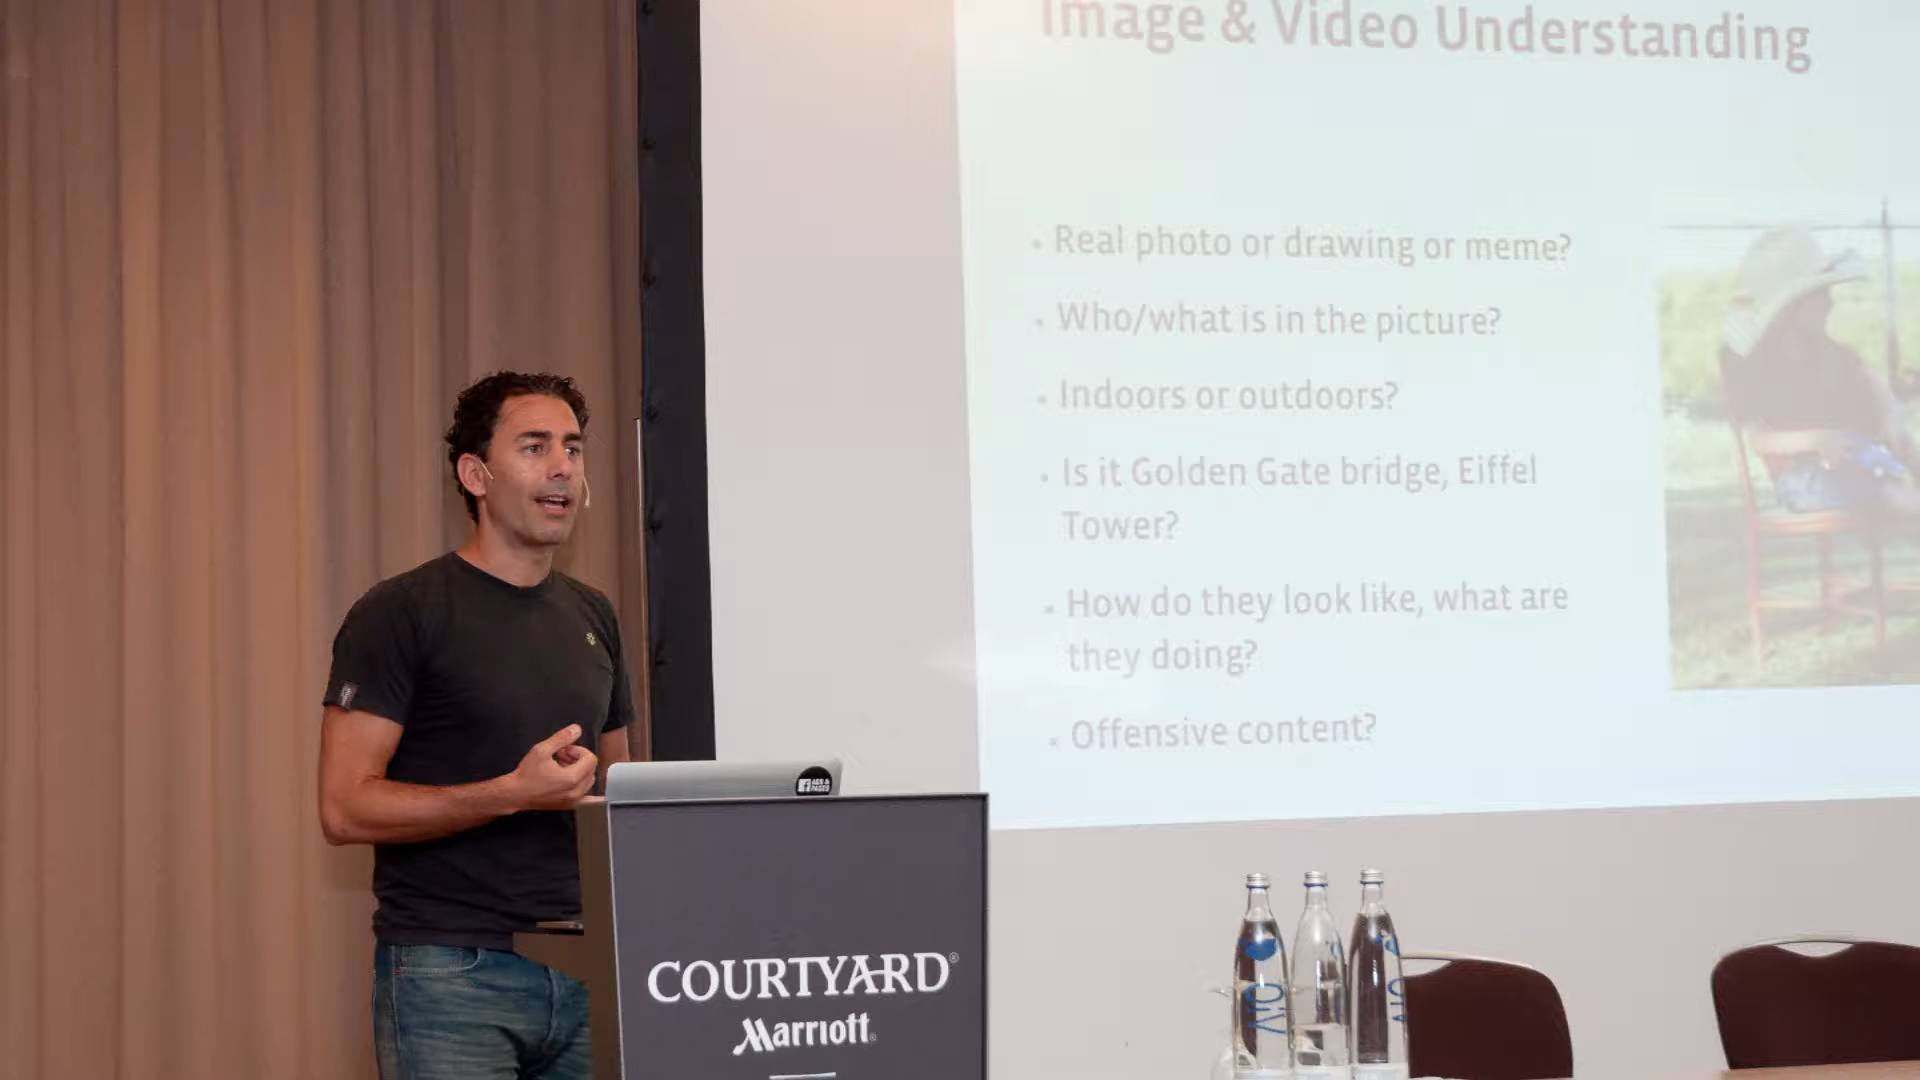 Image & Video Understanding
• Real photo or drawing or meme?
• Who/what is in the picture?
• Indoors or outdoors?
• Is it Golden Gate bridge, Eiffel
Tower?
• How do they look like, what are
they doing?
• Offensive content?
ADS &
PAGES
COURTYARD®
Marriott®